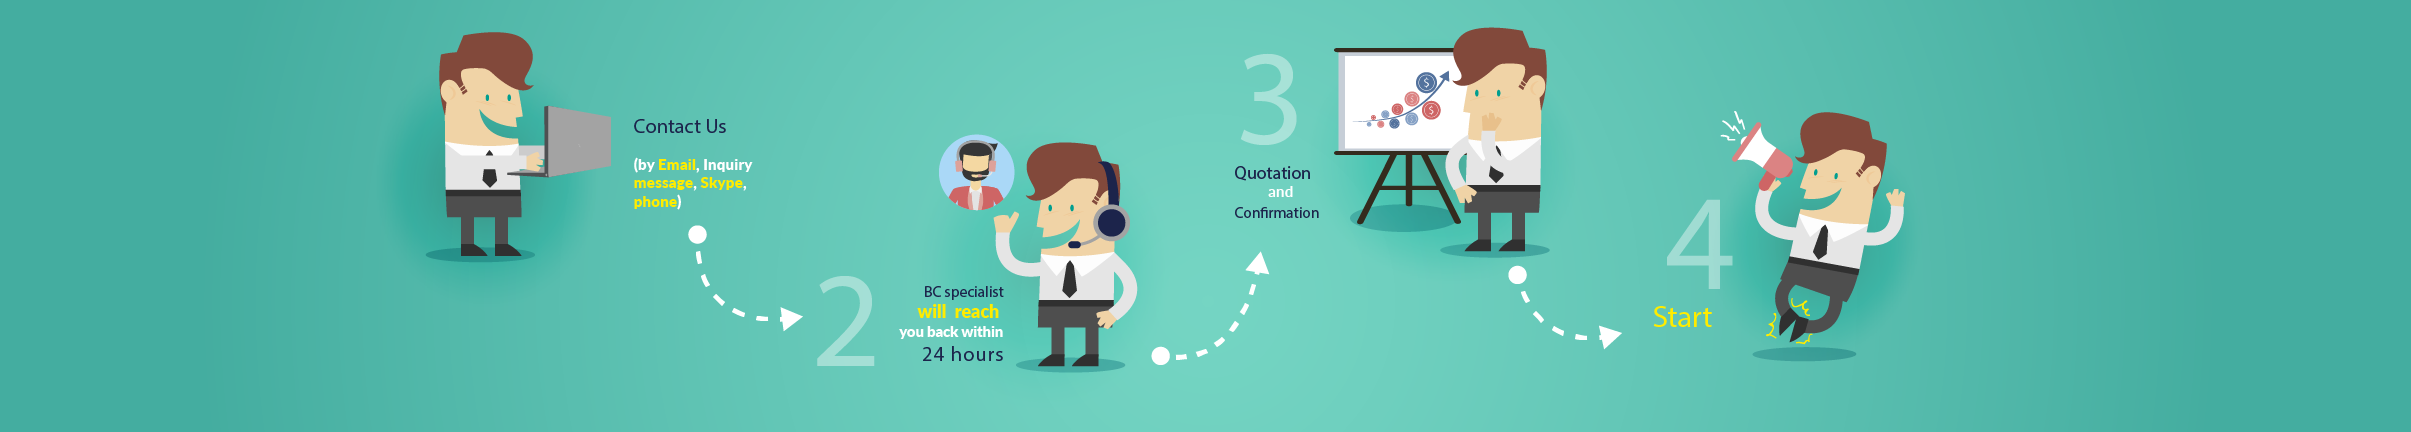 Contact Us
(by Email, Inquiry
message, Skype,
phone)
2
BC specialist
will reach
you back within
24 hours
3
Quotation
and
Confirmation
4
Start